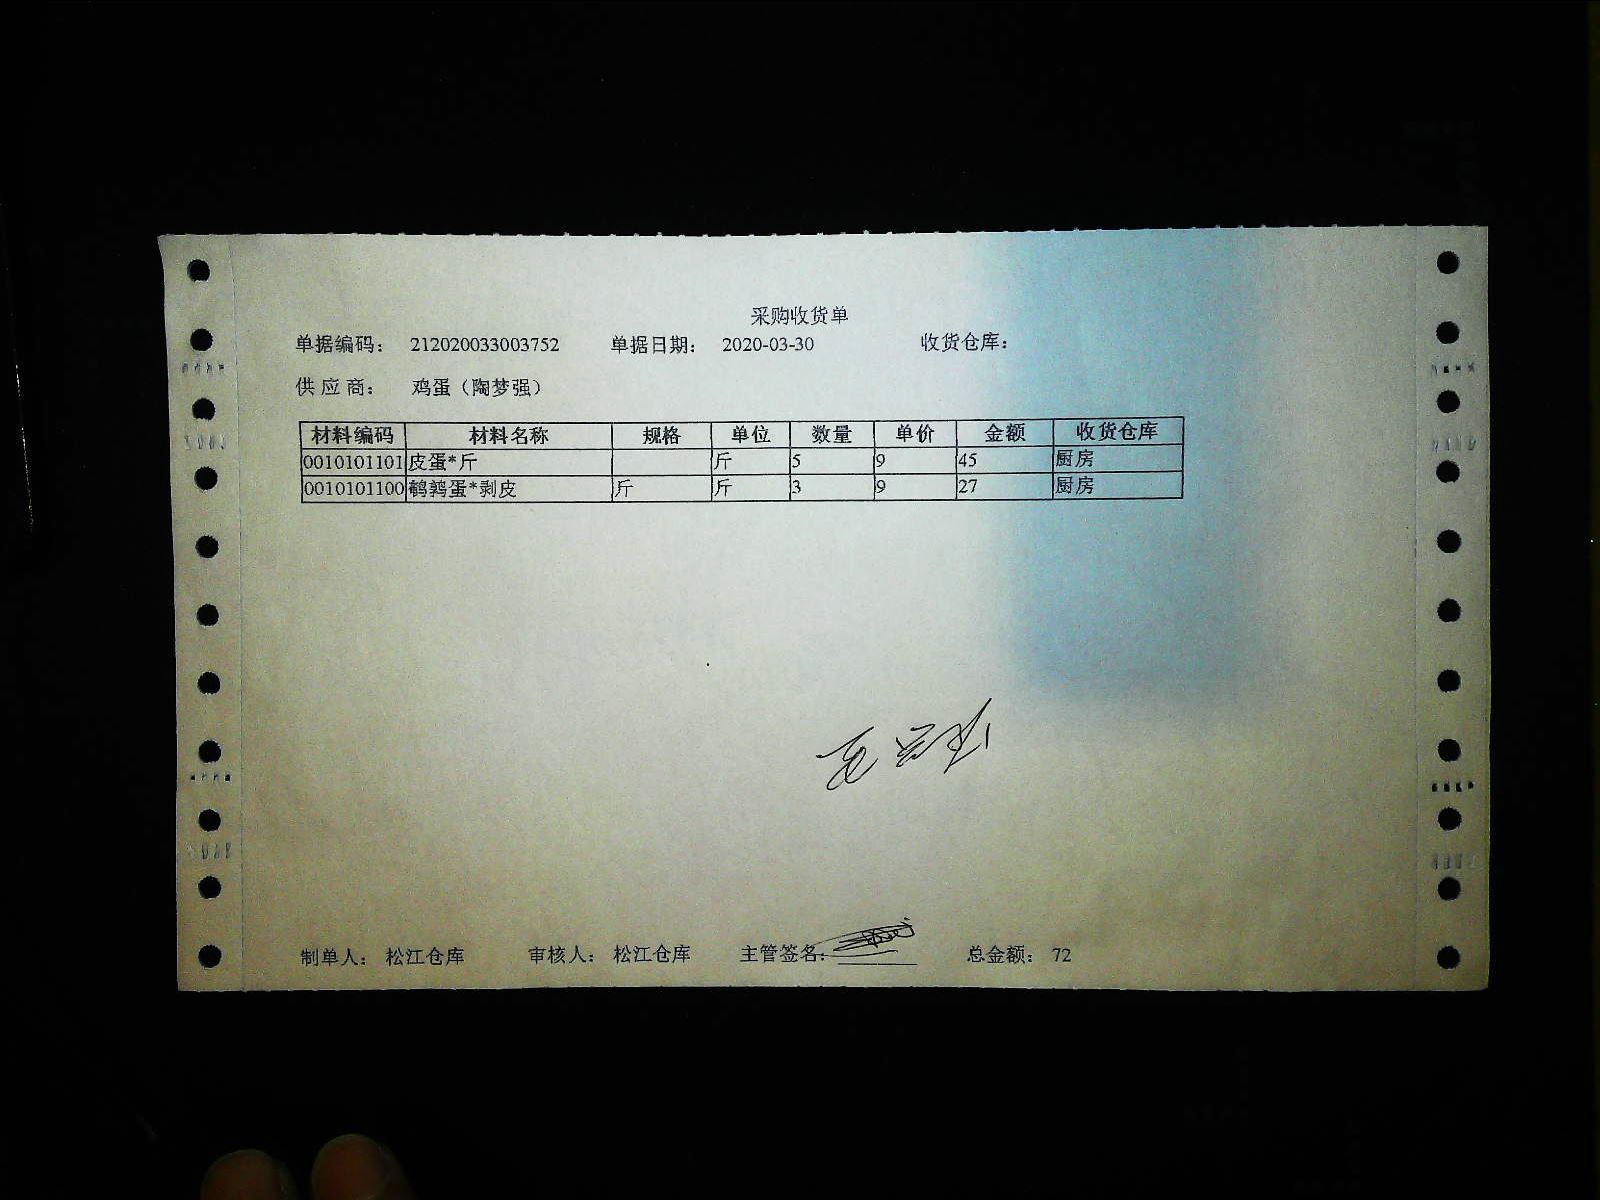 采购收货单
单据编码： 212020033003752 单据日期： 2020-03-30 收货仓库：
供应商： 鸡蛋（陶梦强）
材料编码 材料名称 规格 单位 数量 单价 金额 收货仓库
0010101101 皮蛋*斤 斤 5 9 45 厨房
0010101100 鹌鹑蛋*剥皮 斤 斤 3 9 27 厨房
制单人： 松江仓库 审核人： 松江仓库 主管签名： 总金额： 72